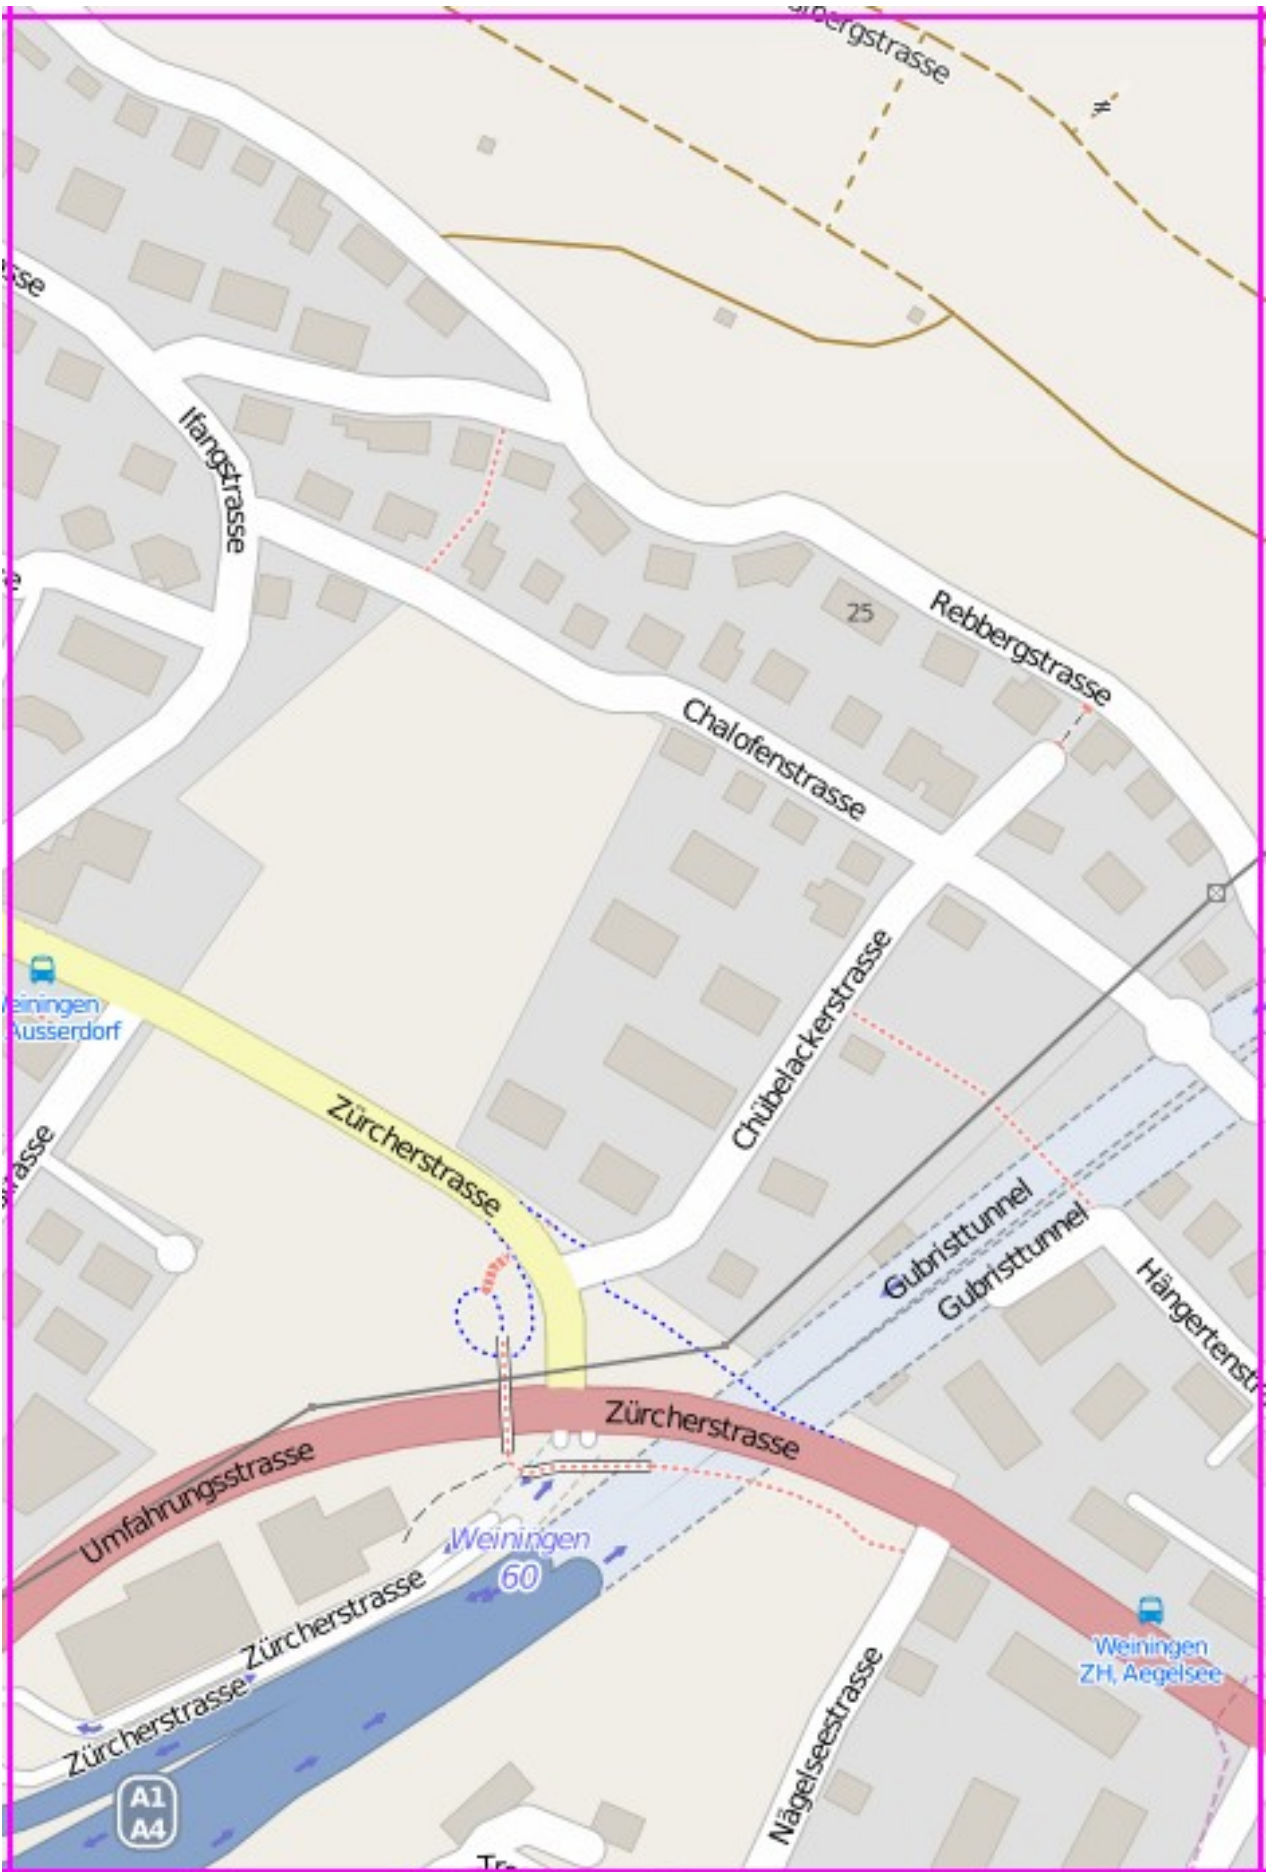 Ifangstrasse
25
Rebbergstrasse
Chalofenstrasse
Ausserdorf
Chübelackerstrasse
Zürcherstrasse
Gubristtunnel
Gubristtunnel
Zürcherstrasse
Umfahrungsstrasse
Weiningen
60
Zürcherstrasse
Weiningen
ZH, Aegelsee
Nägelseestrasse
Zürcherstrasse
A1
A4